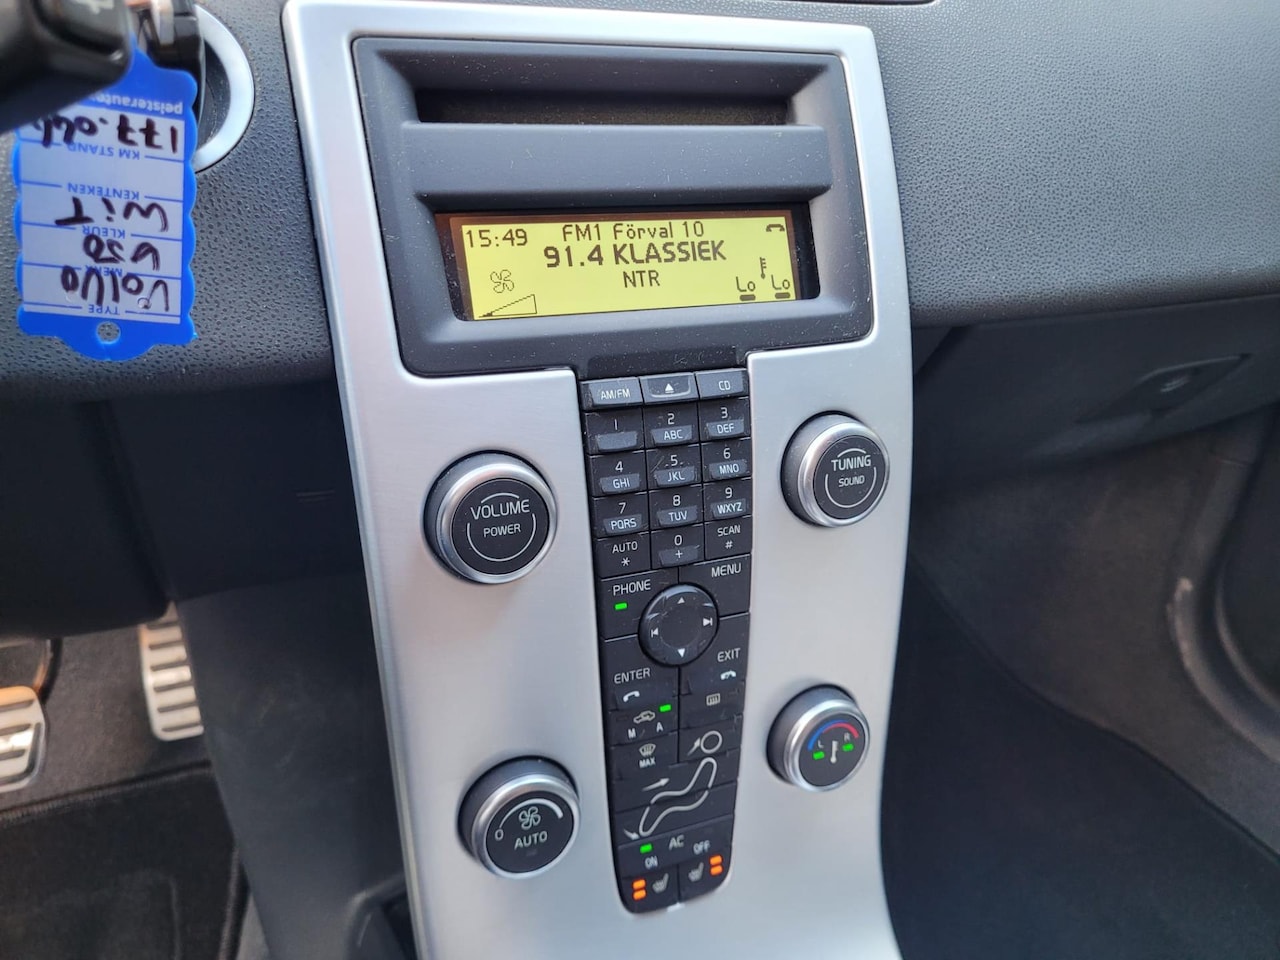 peisteraut
KM STAND
177.044
KENTEKEN
KLEUR
WiT
MERK
V50
TYPE
Volvo
15:49
FM1 Förval 10
91.4 KLASSIEK
NTR
Lo Lo
AM/FM
CD
1
2 ABC
3 DEF
4 GHI
5 JKL
6 MNO
7 PQRS
8 TUV
9 WXYZ
AUTO *
0 +
SCAN #
VOLUME
POWER
TUNING
SOUND
PHONE
MENU
ENTER
EXIT
M A
MAX
L R
0 AUTO
AC
ON OFF